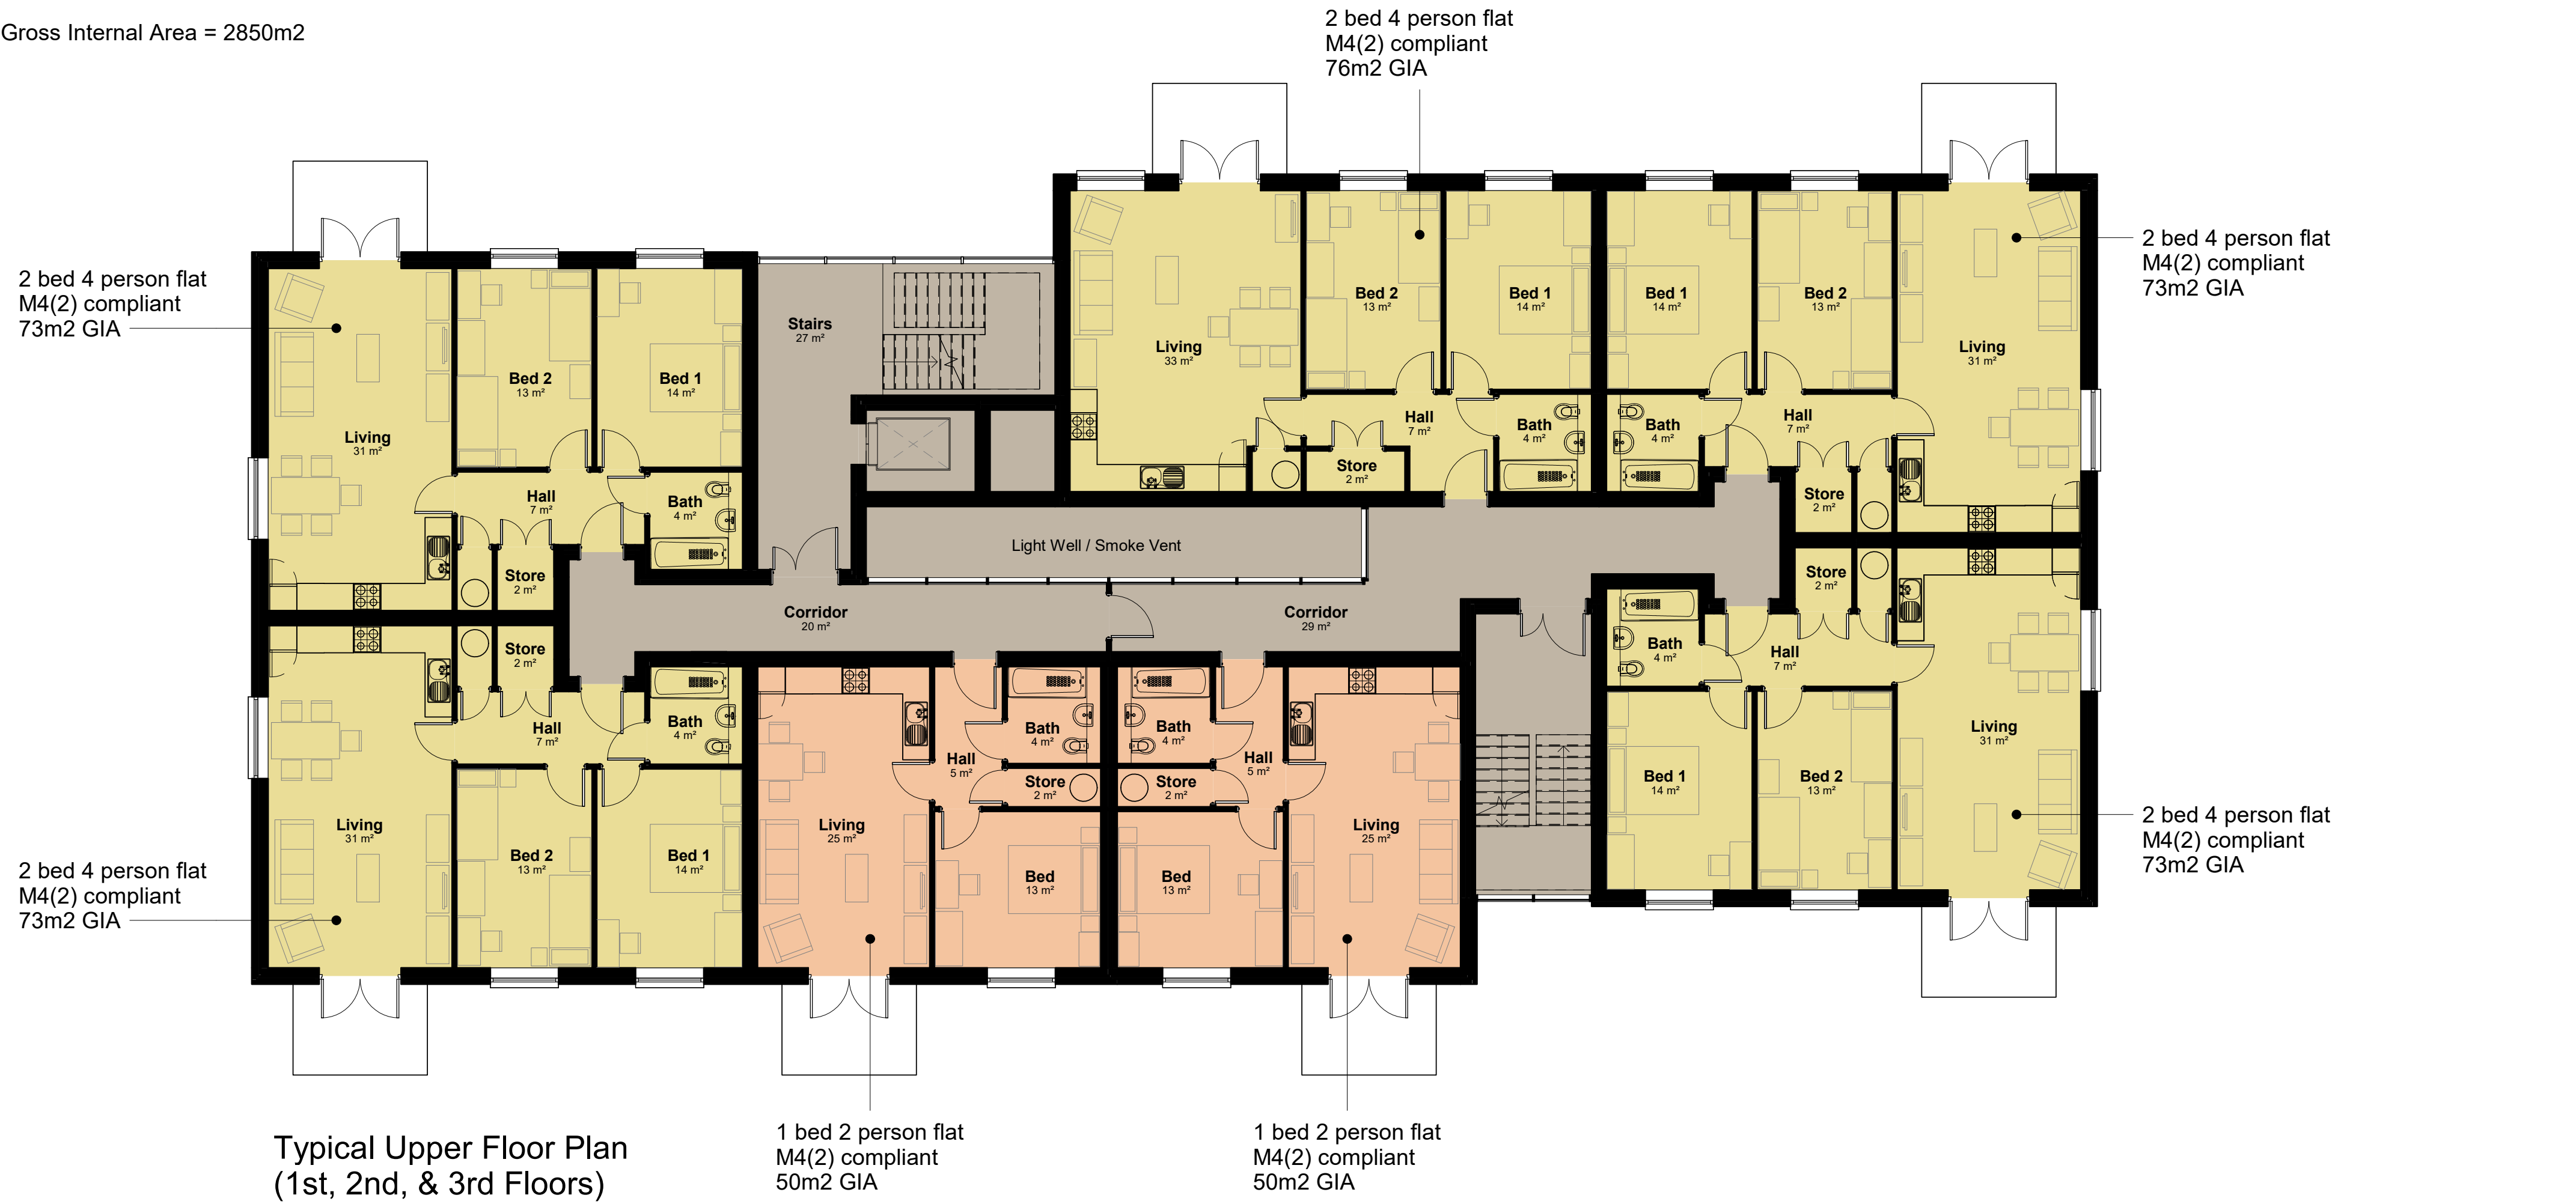 Gross Internal Area = 2850m2
2 bed 4 person flat
M4(2) compliant
76m2 GIA
2 bed 4 person flat
M4(2) compliant
73m2 GIA
2 bed 4 person flat
M4(2) compliant
73m2 GIA
Living
31 m²
Bed 2
13 m²
Bed 1
14 m²
Hall
7 m²
Bath
4 m²
Store
2 m²
Stairs
27 m²
Living
33 m²
Bed 2
13 m²
Bed 1
14 m²
Hall
7 m²
Bath
4 m²
Store
2 m²
Bed 1
14 m²
Bed 2
13 m²
Living
31 m²
Bath
4 m²
Hall
7 m²
Store
2 m²
Light Well / Smoke Vent
Corridor
20 m²
Corridor
29 m²
Store
2 m²
Hall
7 m²
Bath
4 m²
Living
31 m²
Bed 2
13 m²
Bed 1
14 m²
Living
25 m²
Hall
5 m²
Bath
4 m²
Store
2 m²
Bed
13 m²
Bath
4 m²
Hall
5 m²
Store
2 m²
Bed
13 m²
Living
25 m²
Store
2 m²
Bath
4 m²
Hall
7 m²
Living
31 m²
Bed 1
14 m²
Bed 2
13 m²
2 bed 4 person flat
M4(2) compliant
73m2 GIA
2 bed 4 person flat
M4(2) compliant
73m2 GIA
1 bed 2 person flat
M4(2) compliant
50m2 GIA
1 bed 2 person flat
M4(2) compliant
50m2 GIA
Typical Upper Floor Plan
(1st, 2nd, & 3rd Floors)